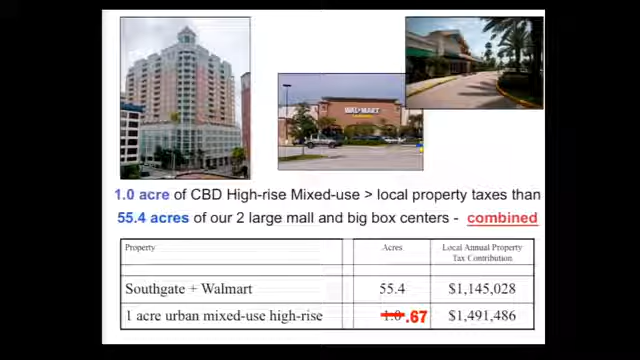 WAL★MART
1.0 acre of CBD High-rise Mixed-use > local property taxes than
55.4 acres of our 2 large mall and big box centers - combined
Property Acres Local Annual Property
Tax Contribution
Southgate + Walmart 55.4 $1,145,028
1 acre urban mixed-use high-rise 1.0 .67 $1,491,486